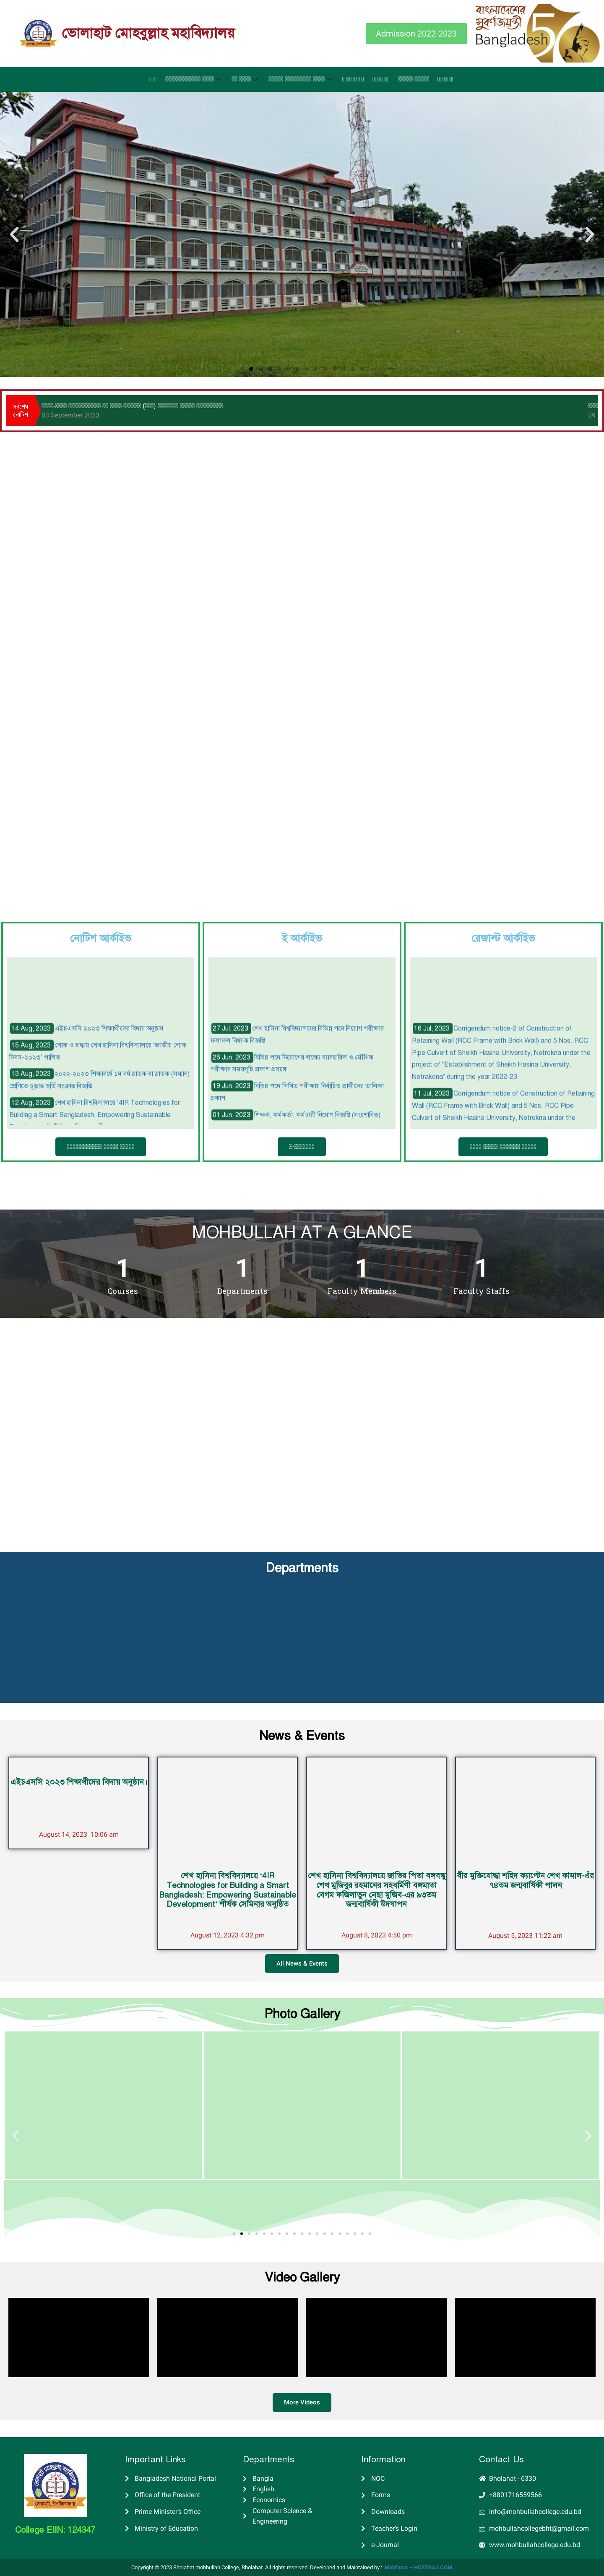 ভোলাহাট মোহবুল্লাহ মহাবিদ্যালয়
Admission 2022-2023
বাংলাদেশের
সুবর্ণজয়ন্তী
Bangladesh 50
সর্বশেষ
নোটিশ
03 September 2023
29
নোটিশ আর্কাইভ
14 Aug, 2023 এইচএসসি ২০২৩ শিক্ষার্থীদের বিদায় অনুষ্ঠান।
15 Aug, 2023 শোক ও শ্রদ্ধায় শেখ হাসিনা বিশ্ববিদ্যালয়ে ‘জাতীয় শোক
দিবস-২০২৩’ পালিত
13 Aug, 2023 ২০২২-২০২৩ শিক্ষাবর্ষে ১ম বর্ষ স্নাতক বা স্নাতক (সম্মান)
শ্রেণিতে চূড়ান্ত ভর্তি সংক্রান্ত বিজ্ঞপ্তি
12 Aug, 2023 শেখ হাসিনা বিশ্ববিদ্যালয়ে ‘4IR Technologies for
Building a Smart Bangladesh: Empowering Sustainable
ই আর্কাইভ
27 Jul, 2023 শেখ হাসিনা বিশ্ববিদ্যালয়ের বিভিন্ন পদে নিয়োগ পরীক্ষার
ফলাফল বিষয়ক বিজ্ঞপ্তি
26 Jun, 2023 বিভিন্ন পদে নিয়োগের লক্ষ্যে ব্যবহারিক ও মৌখিক
পরীক্ষার সময়সূচি প্রকাশ প্রসঙ্গে
19 Jun, 2023 বিভিন্ন পদে লিখিত পরীক্ষায় নির্বাচিত প্রার্থীদের তালিকা
প্রকাশ
01 Jun, 2023 শিক্ষক, কর্মকর্তা, কর্মচারী নিয়োগ বিজ্ঞপ্তি (সংশোধিত)
রেজাল্ট আর্কাইভ
16 Jul, 2023 Corrigendum notice-2 of Construction of
Retaining Wall (RCC Frame with Brick Wall) and 5 Nos. RCC
Pipe Culvert of Sheikh Hasina University, Netrokna under the
project of “Establishment of Sheikh Hasina University,
Netrakona” during the year 2022-23
11 Jul, 2023 Corrigendum notice of Construction of Retaining
Wall (RCC Frame with Brick Wall) and 5 Nos. RCC Pipe
Culvert of Sheikh Hasina University, Netrokna under the
MOHBULLAH AT A GLANCE
1 1 1 1
Courses Departments Faculty Members Faculty Staffs
Departments
News & Events
এইচএসসি ২০২৩ শিক্ষার্থীদের বিদায় অনুষ্ঠান।
August 14, 2023 10:06 am
শেখ হাসিনা বিশ্ববিদ্যালয়ে ‘4IR
Technologies for Building a Smart
Bangladesh: Empowering Sustainable
Development’ শীর্ষক সেমিনার অনুষ্ঠিত
August 12, 2023 4:32 pm
শেখ হাসিনা বিশ্ববিদ্যালয়ে জাতির পিতা বঙ্গবন্ধু
শেখ মুজিবুর রহমানের সহধর্মিণী বঙ্গমাতা
বেগম ফজিলাতুন নেছা মুজিব-এর ৯৩তম
জন্মবার্ষিকী উদযাপন
August 8, 2023 4:50 pm
বীর মুক্তিযোদ্ধা শহিদ ক্যাপ্টেন শেখ কামাল-এঁর
৭৪তম জন্মবার্ষিকী পালন
August 5, 2023 11:22 am
All News & Events
Photo Gallery
Video Gallery
More Videos
College EIIN: 124347
Important Links
Bangladesh National Portal
Office of the President
Prime Minister's Office
Ministry of Education
Departments
Bangla
English
Economics
Computer Science &
Engineering
Information
NOC
Forms
Downloads
Teacher's Login
e-Journal
Contact Us
Bholahat - 6330
+8801716559566
info@mohbullahcollege.edu.bd
mohbullahcollegebht@gmail.com
www.mohbullahcollege.edu.bd
Copyright © 2023 Bholahat mohbullah College, Bholahat. All rights reserved. Developed and Maintained by : Mahfuzur - HOSTRAJ.COM